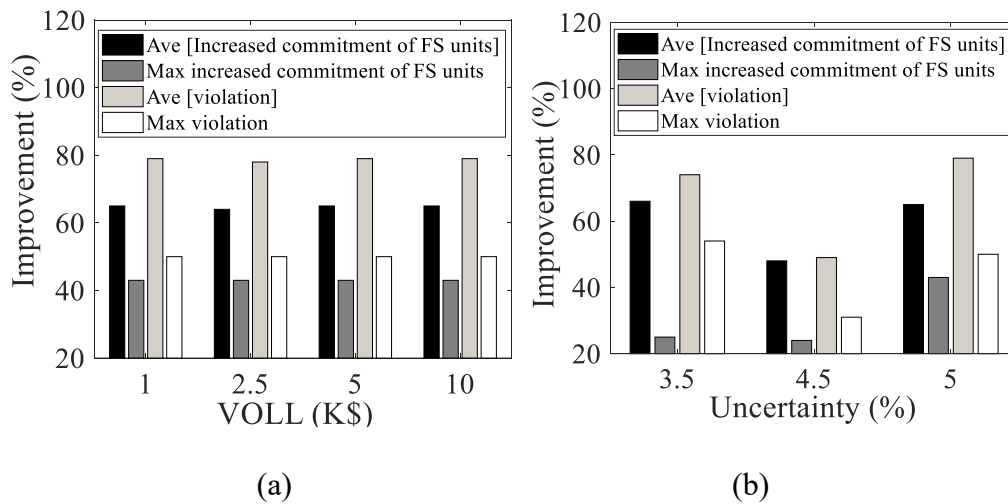 120
100
80
60
40
20
Improvement (%)
Ave [Increased commitment of FS units]
Max increased commitment of FS units
Ave [violation]
Max violation
1 2.5 5 10
VOLL (K$)
(a)
120
100
80
60
40
20
Improvement (%)
Ave [Increased commitment of FS units]
Max increased commitment of FS units
Ave [violation]
Max violation
3.5 4.5 5
Uncertainty (%)
(b)